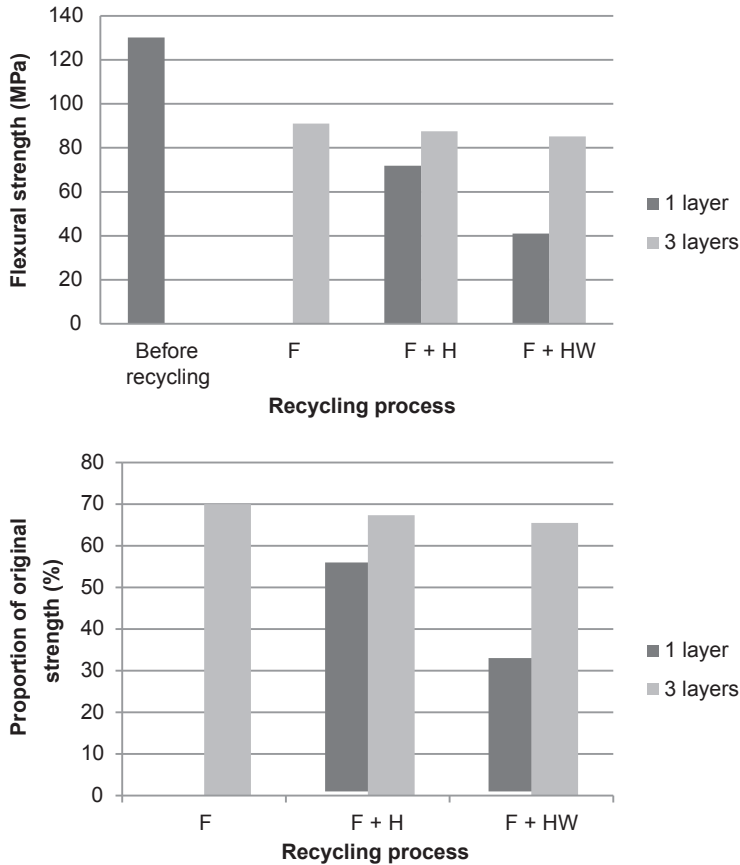 Flexural strength (MPa)
140
120
100
80
60
40
20
0
Before
recycling
F
F + H
F + HW
Recycling process
1 layer
3 layers
Proportion of original
strength (%)
80
70
60
50
40
30
20
10
0
F
F + H
F + HW
Recycling process
1 layer
3 layers